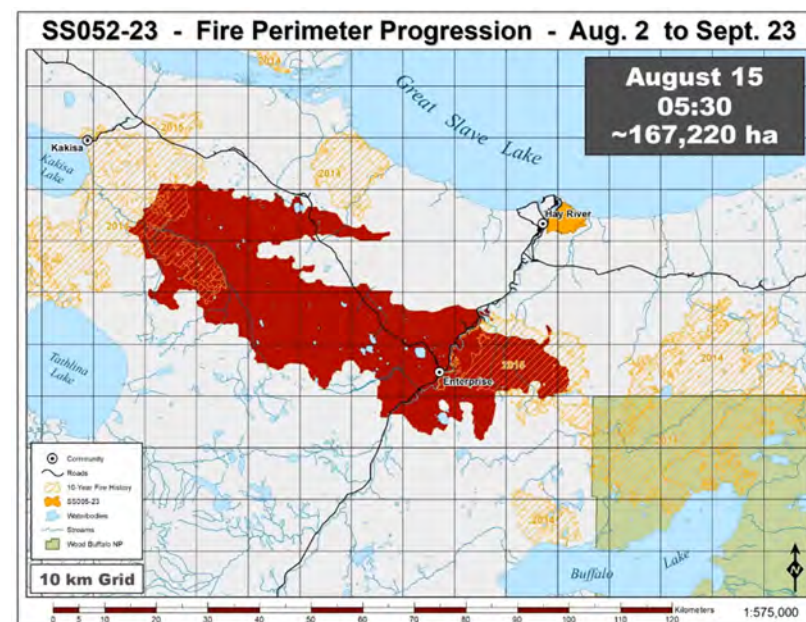 SS052-23 - Fire Perimeter Progression - Aug. 2 to Sept. 23
August 15
05:30
~167,220 ha
2014
Great Slave Lake
2015
Kakisa
Kakisa
Lake
2014
Hay River
2014
2016
Tathlina
Lake
Enterprise
Community
Roads
10-Year Fire History
SS005-23
Waterbodies
Streams
Wood Buffalo NP
2014
Buffalo
Lake
N
10 km Grid
0 5 10 20 30 40 50 60 70 80 90 100 110 120
Kilometers
1:575,000